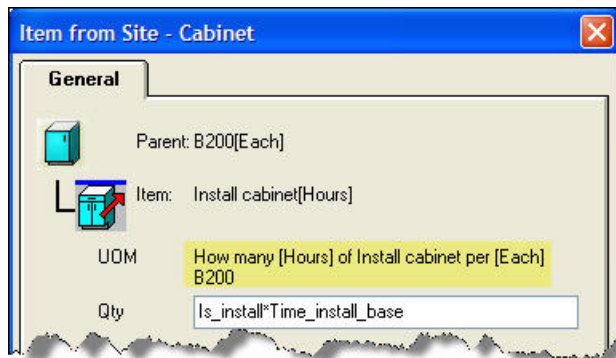 Item from Site - Cabinet
General
Parent: B200[Each]
Item: Install cabinet[Hours]
UOM How many [Hours] of Install cabinet per [Each]
B200
Qty Is_install*Time_install_base